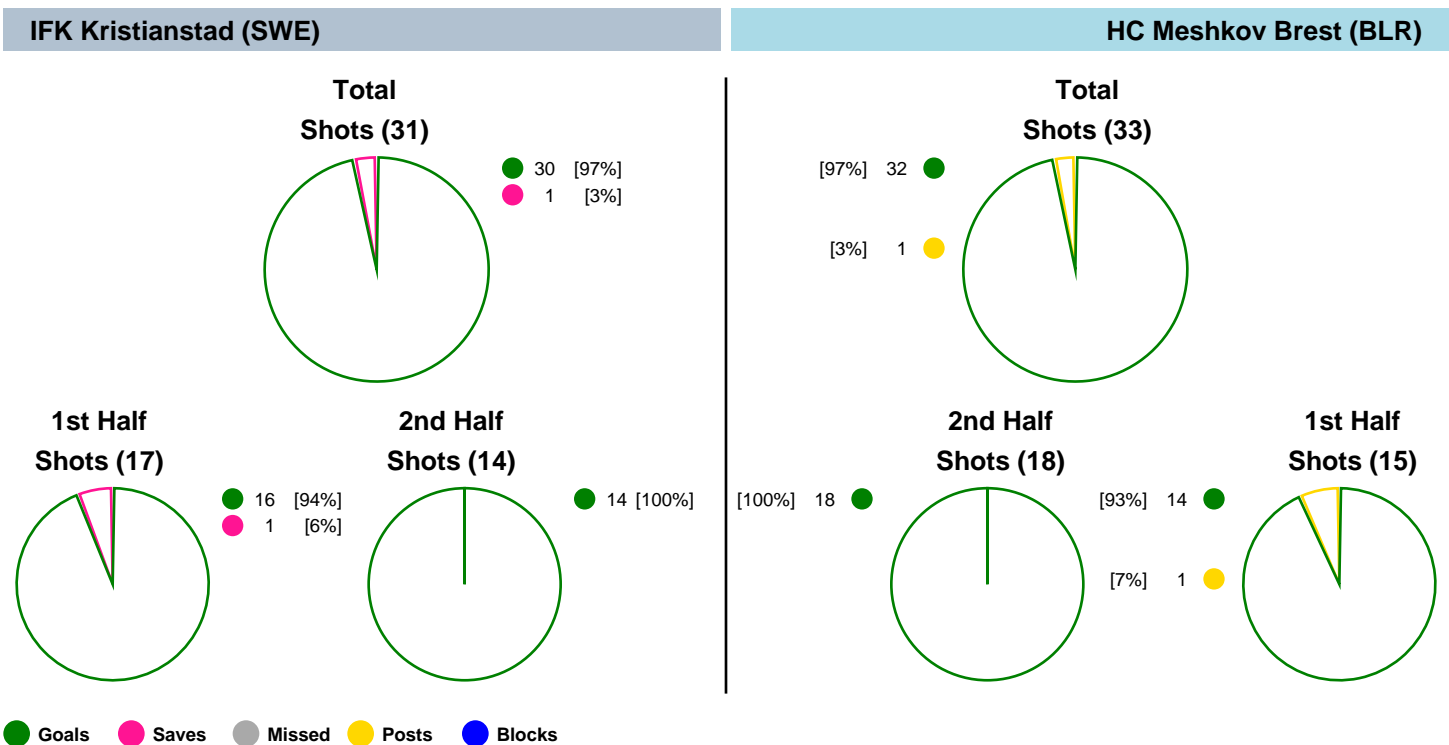 IFK Kristianstad (SWE)
HC Meshkov Brest (BLR)
Total
Shots (31)
30 [97%]
1 [3%]
Total
Shots (33)
[97%] 32
[3%] 1
1st Half
Shots (17)
16 [94%]
1 [6%]
2nd Half
Shots (14)
14 [100%]
2nd Half
Shots (18)
[100%] 18
1st Half
Shots (15)
[93%] 14
[7%] 1
Goals Saves Missed Posts Blocks